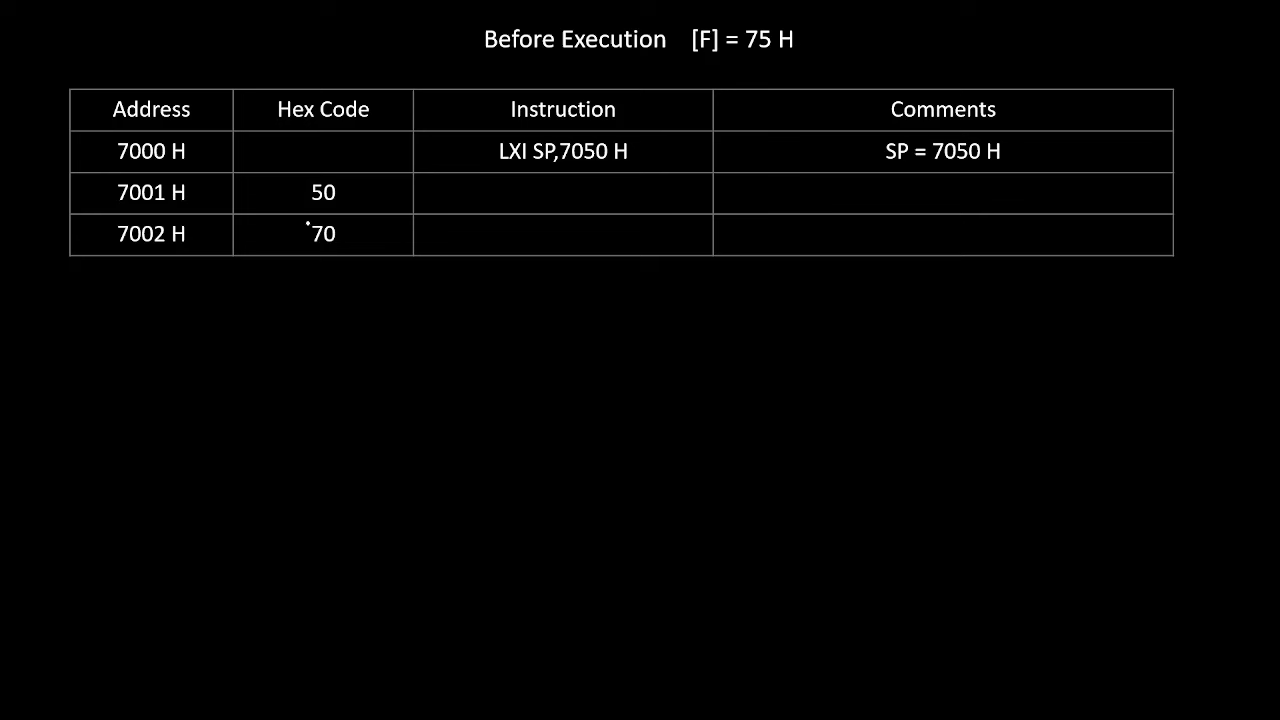 Before Execution [F] = 75 H
Address Hex Code Instruction Comments
7000 H LXI SP,7050 H SP = 7050 H
7001 H 50
7002 H 70